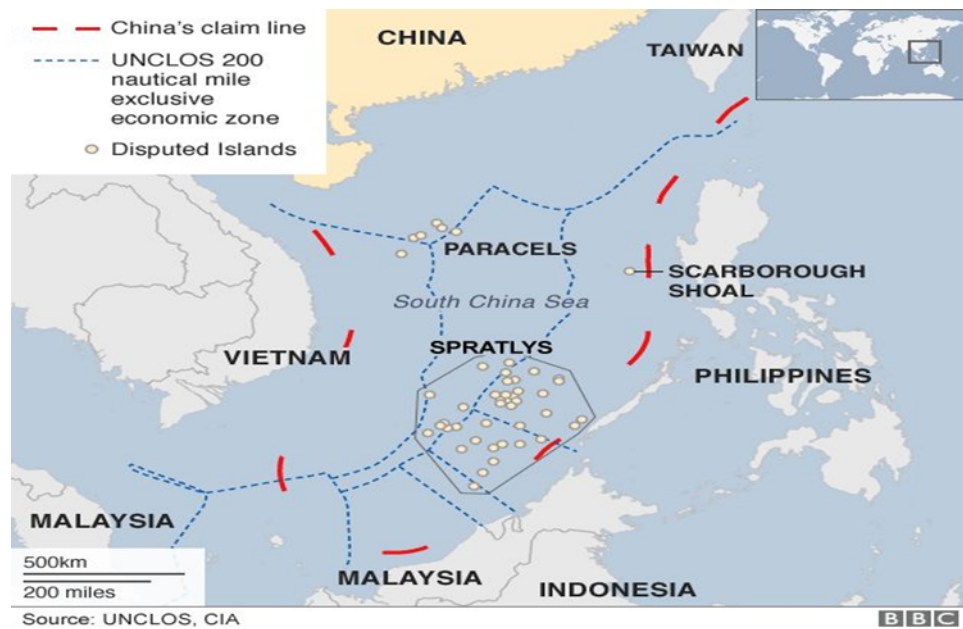 China's claim line
UNCLOS 200
nautical mile
exclusive
economic zone
Disputed Islands
CHINA
TAIWAN
PARACELS
SCARBOROUGH
SHOAL
South China Sea
SPRATLYS
VIETNAM
PHILIPPINES
MALAYSIA
500km
200 miles
MALAYSIA
INDONESIA
Source: UNCLOS, CIA
BBC